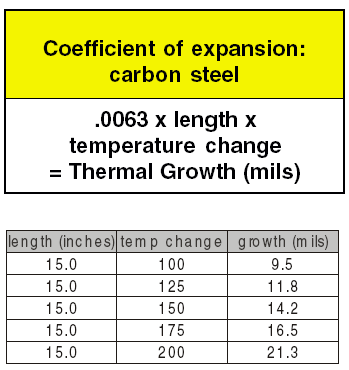 Coefficient of expansion:
carbon steel
.0063 x length x
temperature change
= Thermal Growth (mils)
length (inches) temp change growth (mils)
15.0 100 9.5
15.0 125 11.8
15.0 150 14.2
15.0 175 16.5
15.0 200 21.3